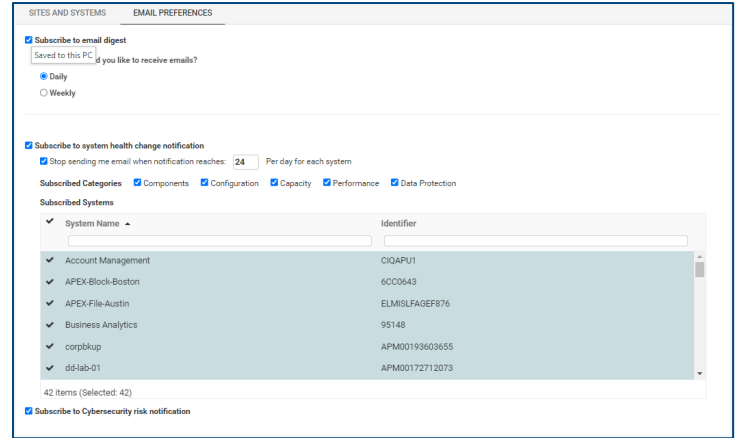 SITES AND SYSTEMS EMAIL PREFERENCES
Subscribe to email digest
Saved to this PC d you like to receive emails?
Daily
Weekly
Subscribe to system health change notification
Stop sending me email when notification reaches: 24 Per day for each system
Subscribed Categories Components Configuration Capacity Performance Data Protection
Subscribed Systems
System Name Identifier
Account Management CIQAPU1
APEX-Block-Boston 6CC0643
APEX-File-Austin ELMISLFAGEF876
Business Analytics 95148
corpbkup APM00193603655
dd-lab-01 APM00172712073
42 items (Selected: 42)
Subscribe to Cybersecurity risk notification